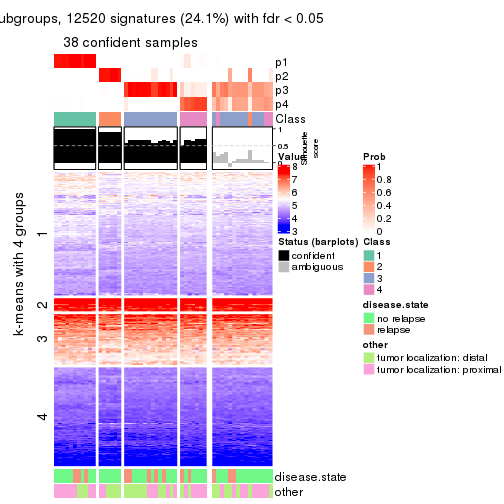 ubgroups, 12520 signatures (24.1%) with fdr < 0.05
38 confident samples
p1
p2
p3
p4
Class
1
0.5
0
Silhouette
score
k-means with 4 groups
1
2
3
4
disease.state
other
Value
8
7
6
5
4
3
Status (barplots)
confident
ambiguous
Prob
1
0.8
0.6
0.4
0.2
0
Class
1
2
3
4
disease.state
no relapse
relapse
other
tumor localization: distal
tumor localization: proximal